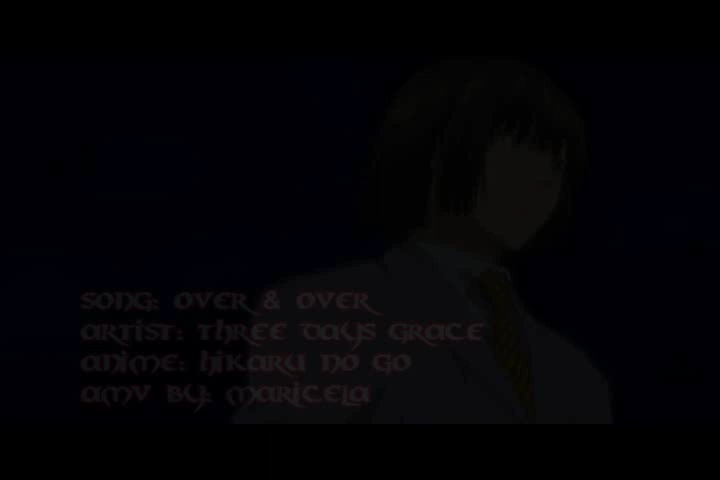 song: over & over
artist: three days grace
anime: hikaru no go
amv by: maricela